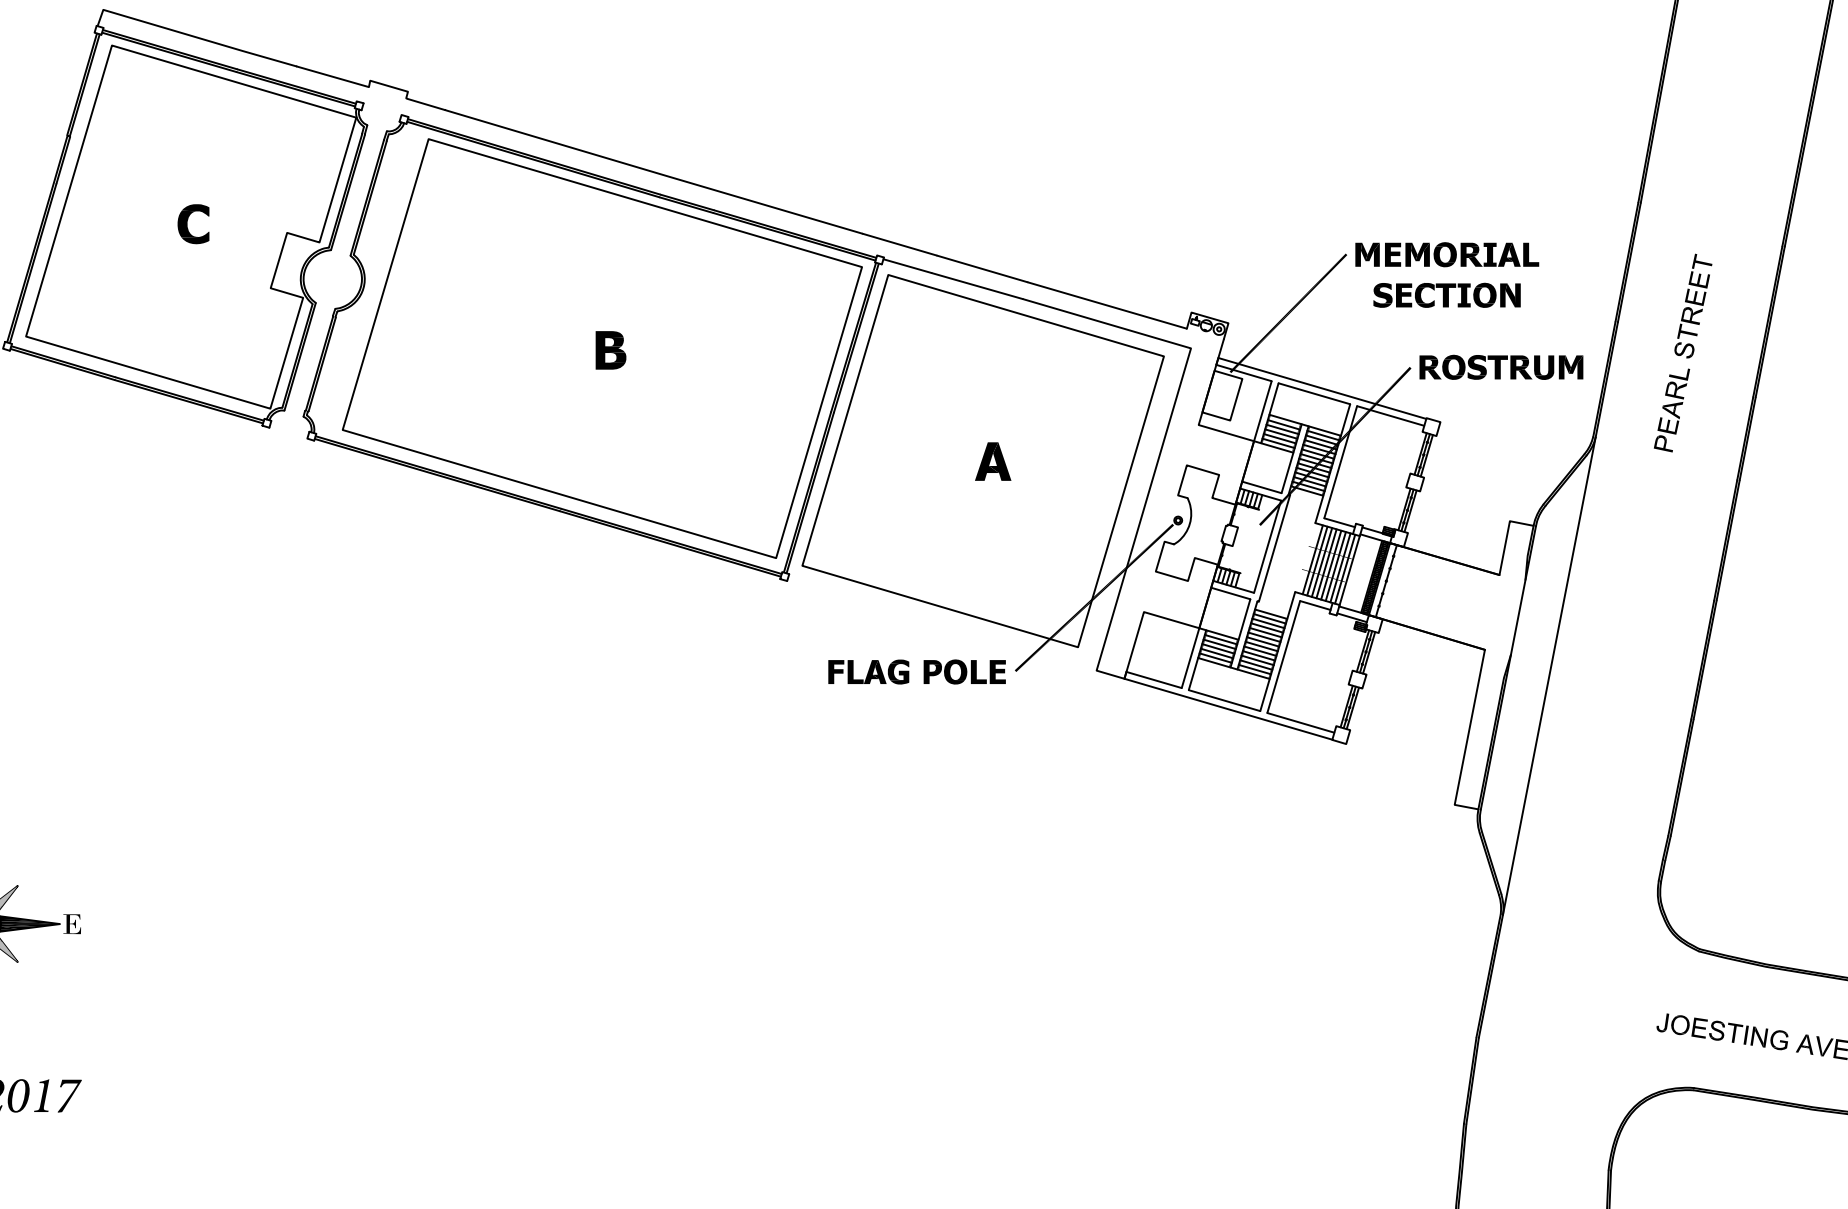 C
B
A
MEMORIAL
SECTION
ROSTRUM
FLAG POLE
PEARL STREET
JOESTING AVE
E
2017